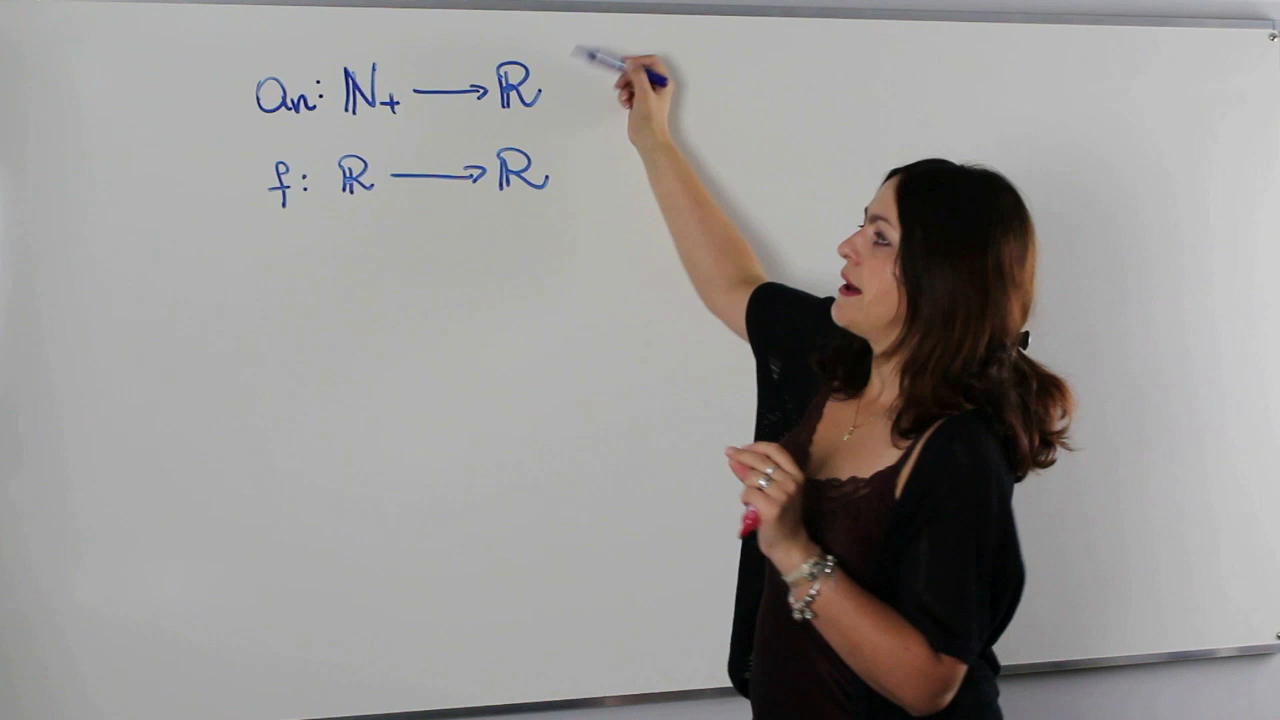 an: ℕ+ ⟶ ℝ
f: ℝ ⟶ ℝ